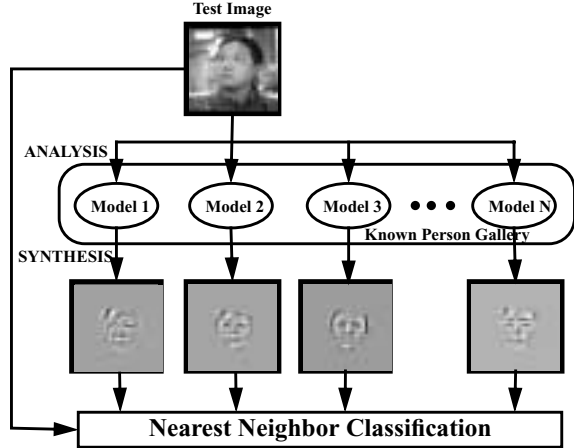 Test Image
ANALYSIS
Model 1
Model 2
Model 3
Model N
Known Person Gallery
SYNTHESIS
Nearest Neighbor Classification